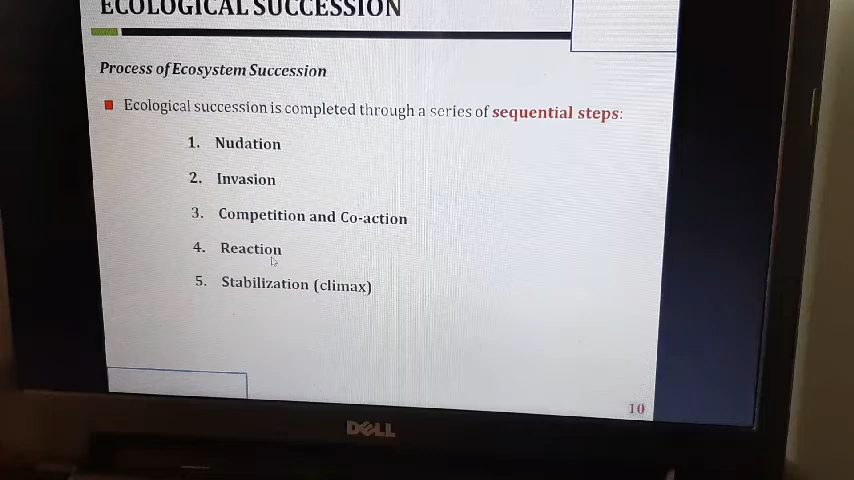 ECOLOGICAL SUCCESSION
Process of Ecosystem Succession
Ecological succession is completed through a series of sequential steps:
1. Nudation
2. Invasion
3. Competition and Co-action
4. Reaction
5. Stabilization (climax)
10
DELL